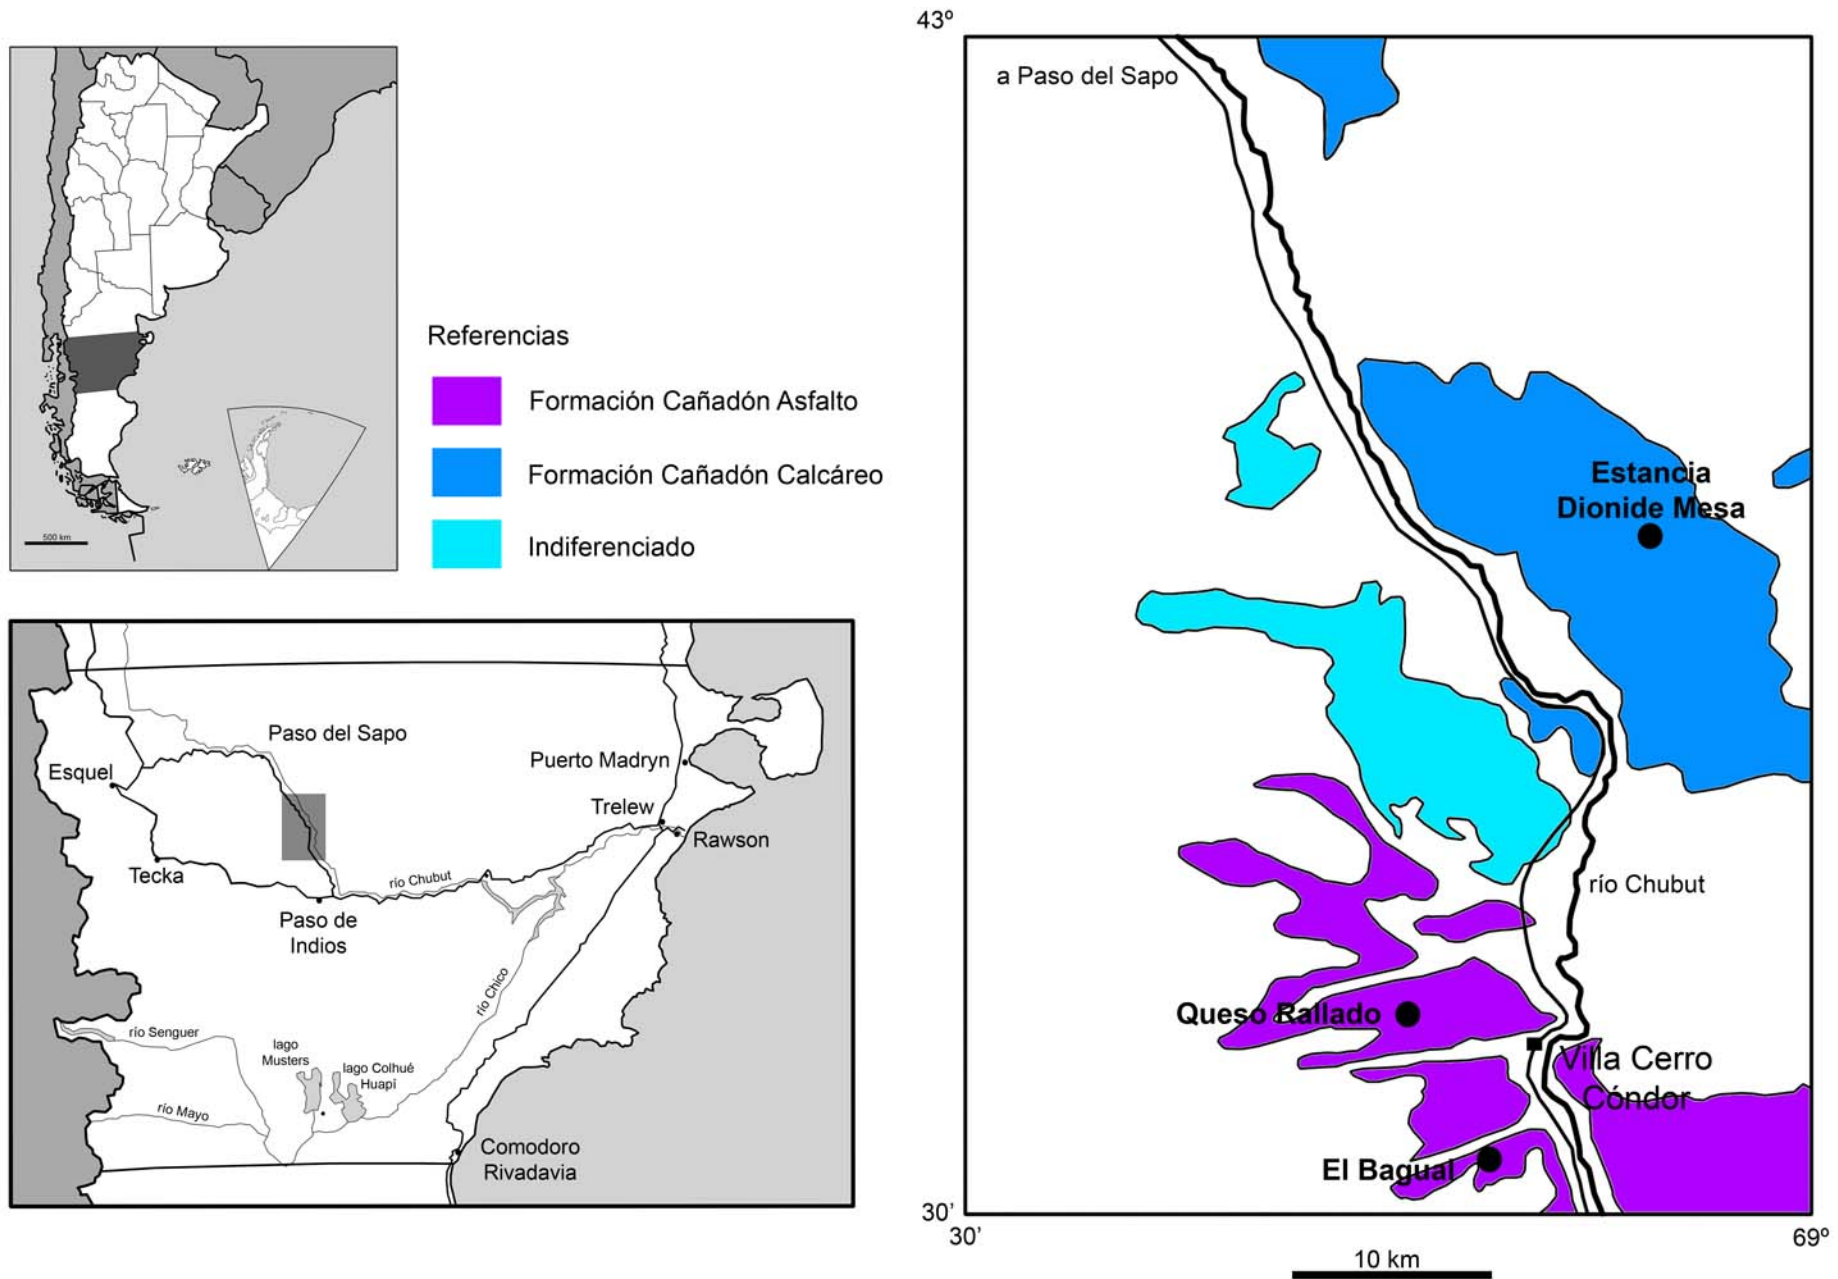 500 km
Referencias
Formación Cañadón Asfalto
Formación Cañadón Calcáreo
Indiferenciado
Paso del Sapo
Esquel
Puerto Madryn
Trelew
Rawson
Tecka
río Chubut
Paso de
Indios
río Chico
río Senguer
lago
Musters
lago Colhué
Huapí
río Mayo
Comodoro
Rivadavia
43º
a Paso del Sapo
Estancia
Dionide Mesa
río Chubut
Queso Rallado
Villa Cerro
Cóndor
El Bagual
30'
30'
69º
10 km